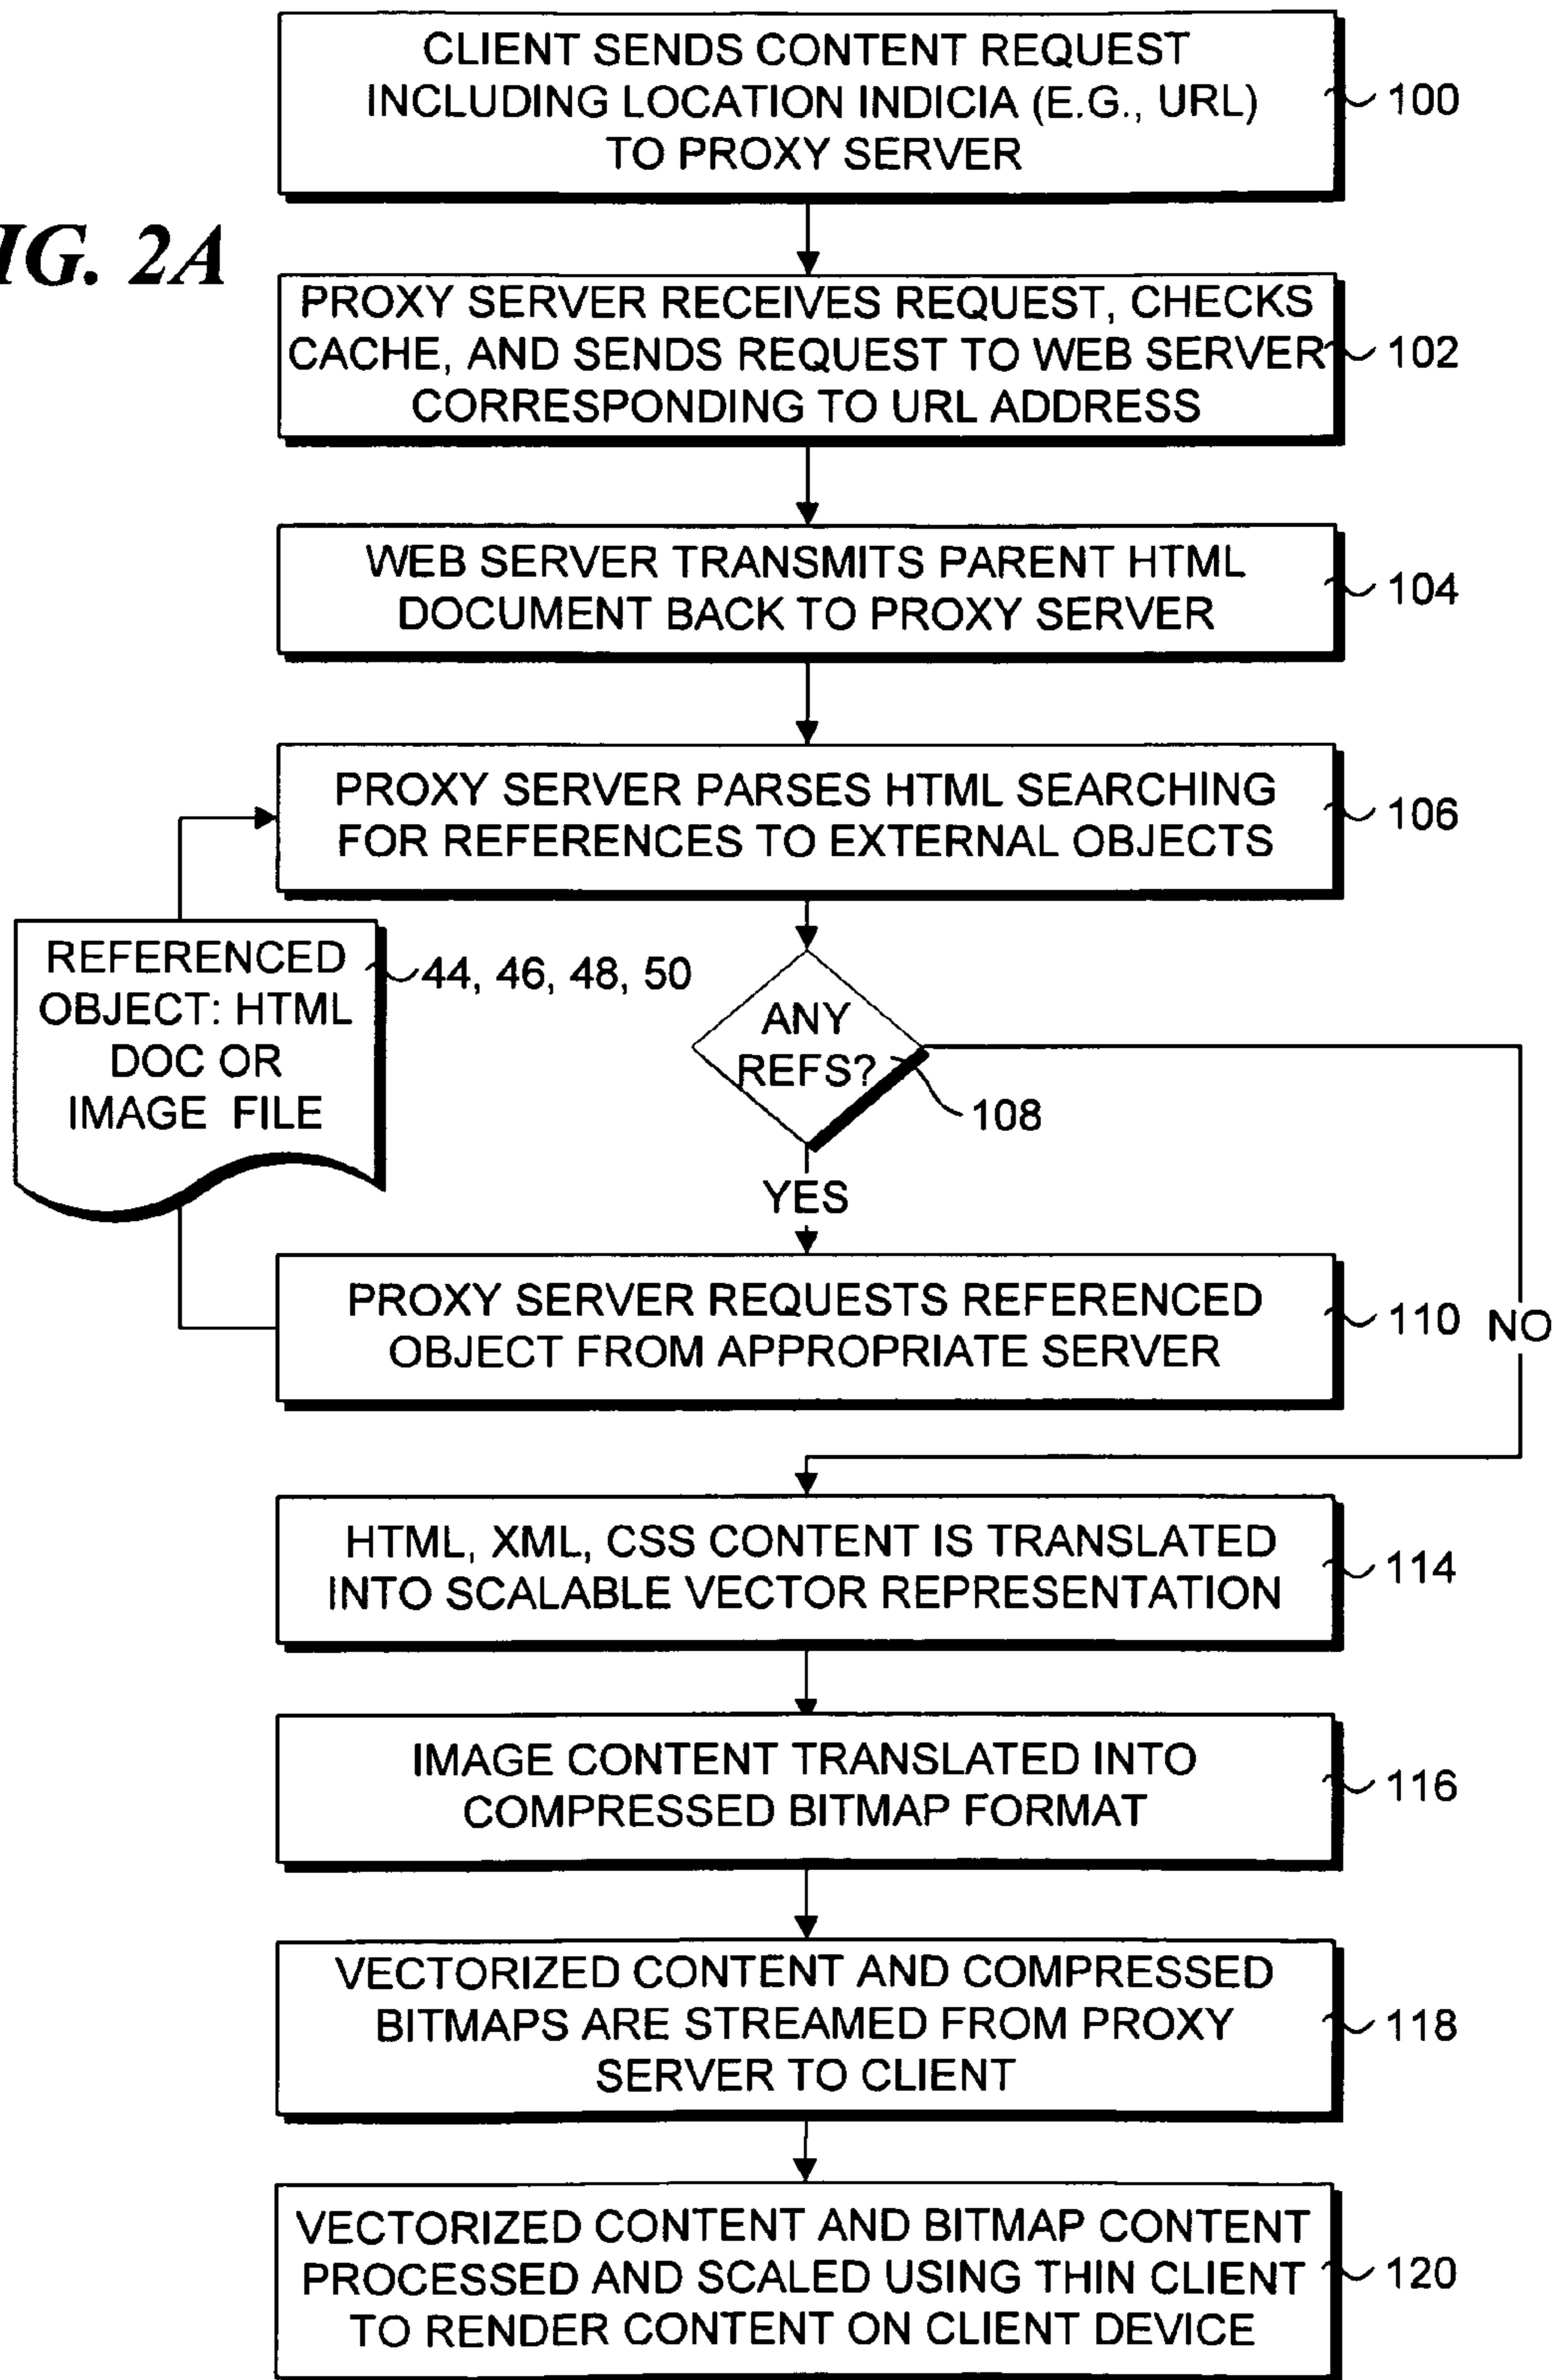 CLIENT SENDS CONTENT REQUEST
INCLUDING LOCATION INDICIA (E.G., URL)
TO PROXY SERVER
100
IG. 2A
PROXY SERVER RECEIVES REQUEST, CHECKS
CACHE, AND SENDS REQUEST TO WEB SERVER
CORRESPONDING TO URL ADDRESS
102
WEB SERVER TRANSMITS PARENT HTML
DOCUMENT BACK TO PROXY SERVER
104
PROXY SERVER PARSES HTML SEARCHING
FOR REFERENCES TO EXTERNAL OBJECTS
106
REFERENCED
OBJECT: HTML
DOC OR
IMAGE FILE
44, 46, 48, 50
ANY
REFS?
108
YES
PROXY SERVER REQUESTS REFERENCED
OBJECT FROM APPROPRIATE SERVER
110
NO
HTML, XML, CSS CONTENT IS TRANSLATED
INTO SCALABLE VECTOR REPRESENTATION
114
IMAGE CONTENT TRANSLATED INTO
COMPRESSED BITMAP FORMAT
116
VECTORIZED CONTENT AND COMPRESSED
BITMAPS ARE STREAMED FROM PROXY
SERVER TO CLIENT
118
VECTORIZED CONTENT AND BITMAP CONTENT
PROCESSED AND SCALED USING THIN CLIENT
TO RENDER CONTENT ON CLIENT DEVICE
120